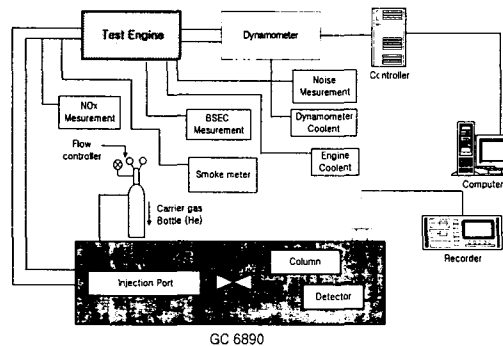 Test Engine
Dynamometer
Controller
Noise
Mesurement
NOx
Mesurement
BSEC
Mesurement
Dynamometer
Coolent
Flow
controller
Smoke meter
Engine
Coolent
Computer
Carrier gas
Bottle (He)
Recorder
Column
Injection Port
Detector
GC 6890